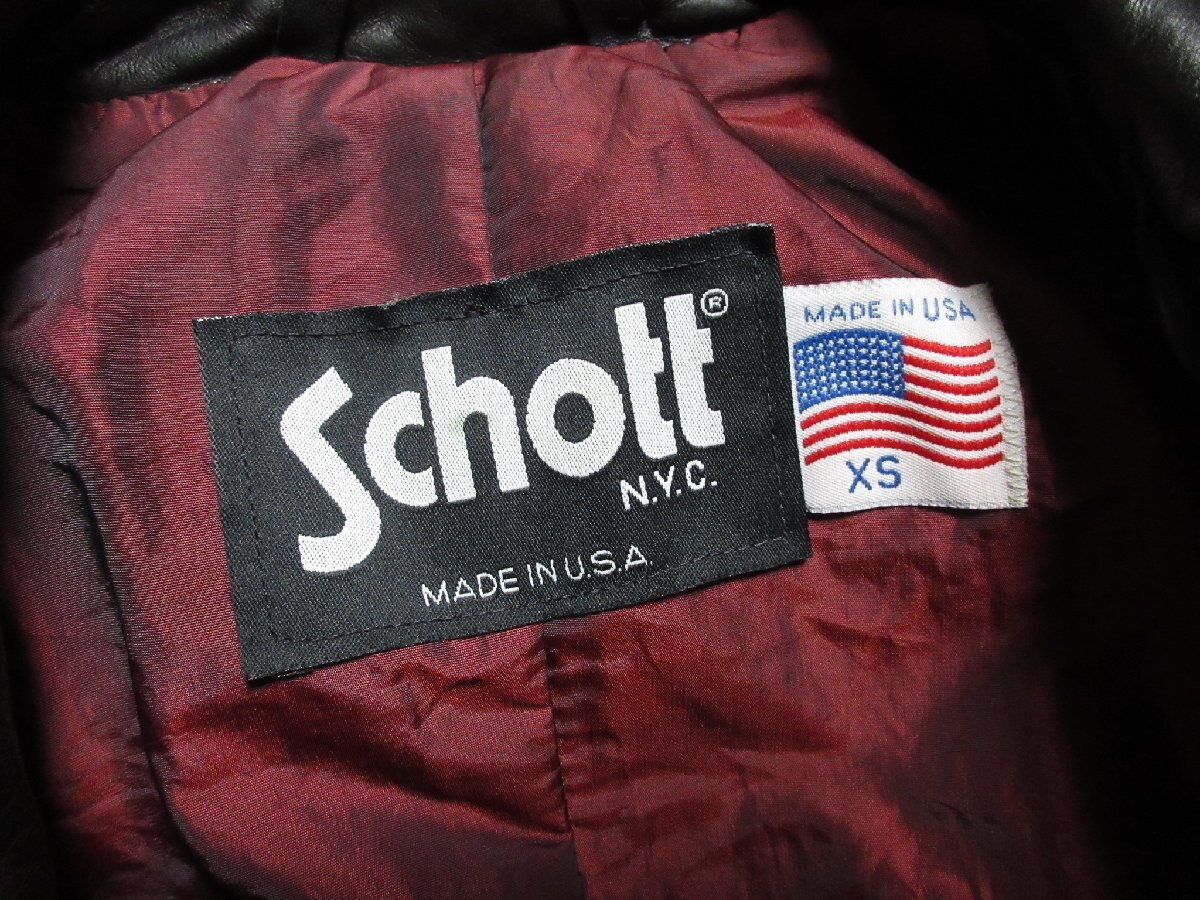 Schott®
N.Y.C.
MADE IN U.S.A.
MADE IN USA
XS